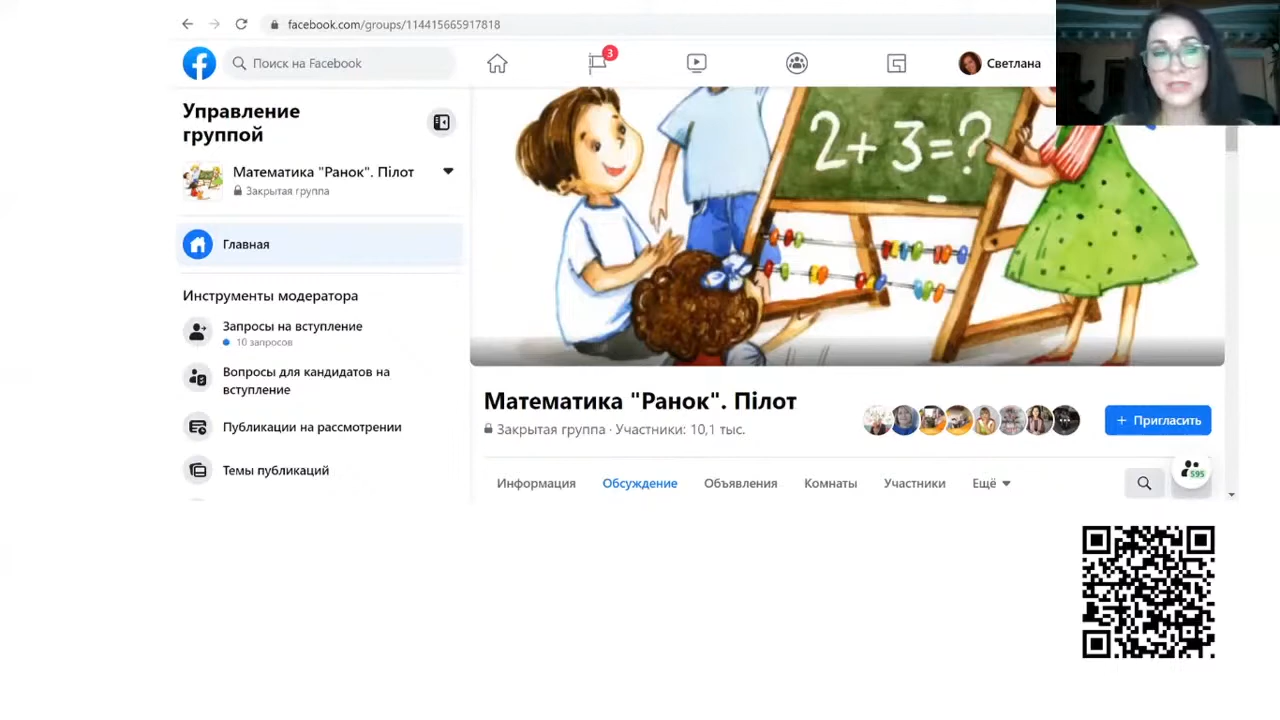 facebook.com/groups/114415665917818
Поиск на Facebook
3
Светлана
Управление
группой
Математика "Ранок". Пілот
Закрытая группа
Главная
Инструменты модератора
Запросы на вступление
10 запросов
Вопросы для кандидатов на
вступление
Публикации на рассмотрении
Темы публикаций
2+3=?
Математика "Ранок". Пілот
Закрытая группа · Участники: 10,1 тыс.
+ Пригласить
Информация
Обсуждение
Объявления
Комнаты
Участники
Ещё
595